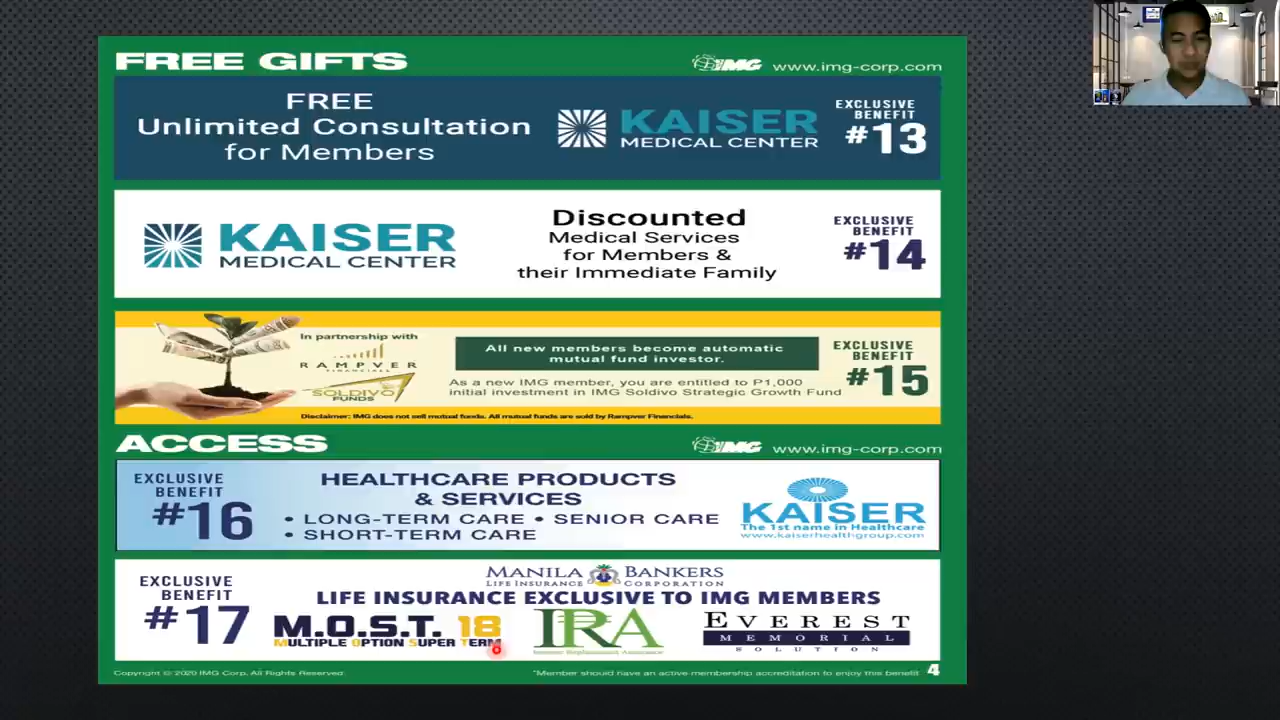 FREE GIFTS
IMG www.img-corp.com
FREE
Unlimited Consultation
for Members
KAISER
MEDICAL CENTER
EXCLUSIVE
BENEFIT
#13
KAISER
MEDICAL CENTER
Discounted
Medical Services
for Members &
their Immediate Family
EXCLUSIVE
BENEFIT
#14
In partnership with
RAMPVER
FINANCIALS
SOLDIVO
FUNDS
All new members become automatic
mutual fund investor.
As a new IMG member, you are entitled to P1,000
initial investment in IMG Soldivo Strategic Growth Fund
EXCLUSIVE
BENEFIT
#15
Disclaimer: IMG does not sell mutual funds. All mutual funds are sold by Rampver Financials.
ACCESS
IMG www.img-corp.com
EXCLUSIVE
BENEFIT
#16
HEALTHCARE PRODUCTS
& SERVICES
• LONG-TERM CARE • SENIOR CARE
• SHORT-TERM CARE
KAISER
The 1st name in Healthcare
www.kaiserhealthgroup.com
EXCLUSIVE
BENEFIT
#17
MANILA BANKERS
LIFE INSURANCE CORPORATION
LIFE INSURANCE EXCLUSIVE TO IMG MEMBERS
M.O.S.T. 18
MULTIPLE OPTION SUPER TERM
IRA
Income Replacement Assurance
EVEREST
MEMORIAL
SOLUTION
Copyright © 2020 IMG Corp. All Rights Reserved.
*Member should have an active membership accreditation to enjoy this benefit
4